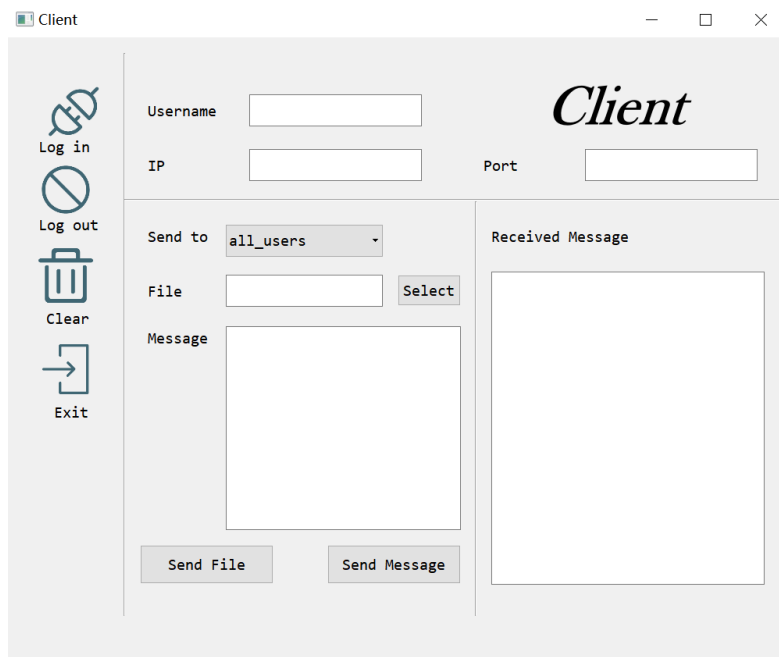 Client
Log in
Log out
Clear
Exit
Username
Client
IP
Port
Send to
all_users
File
Select
Message
Send File
Send Message
Received Message